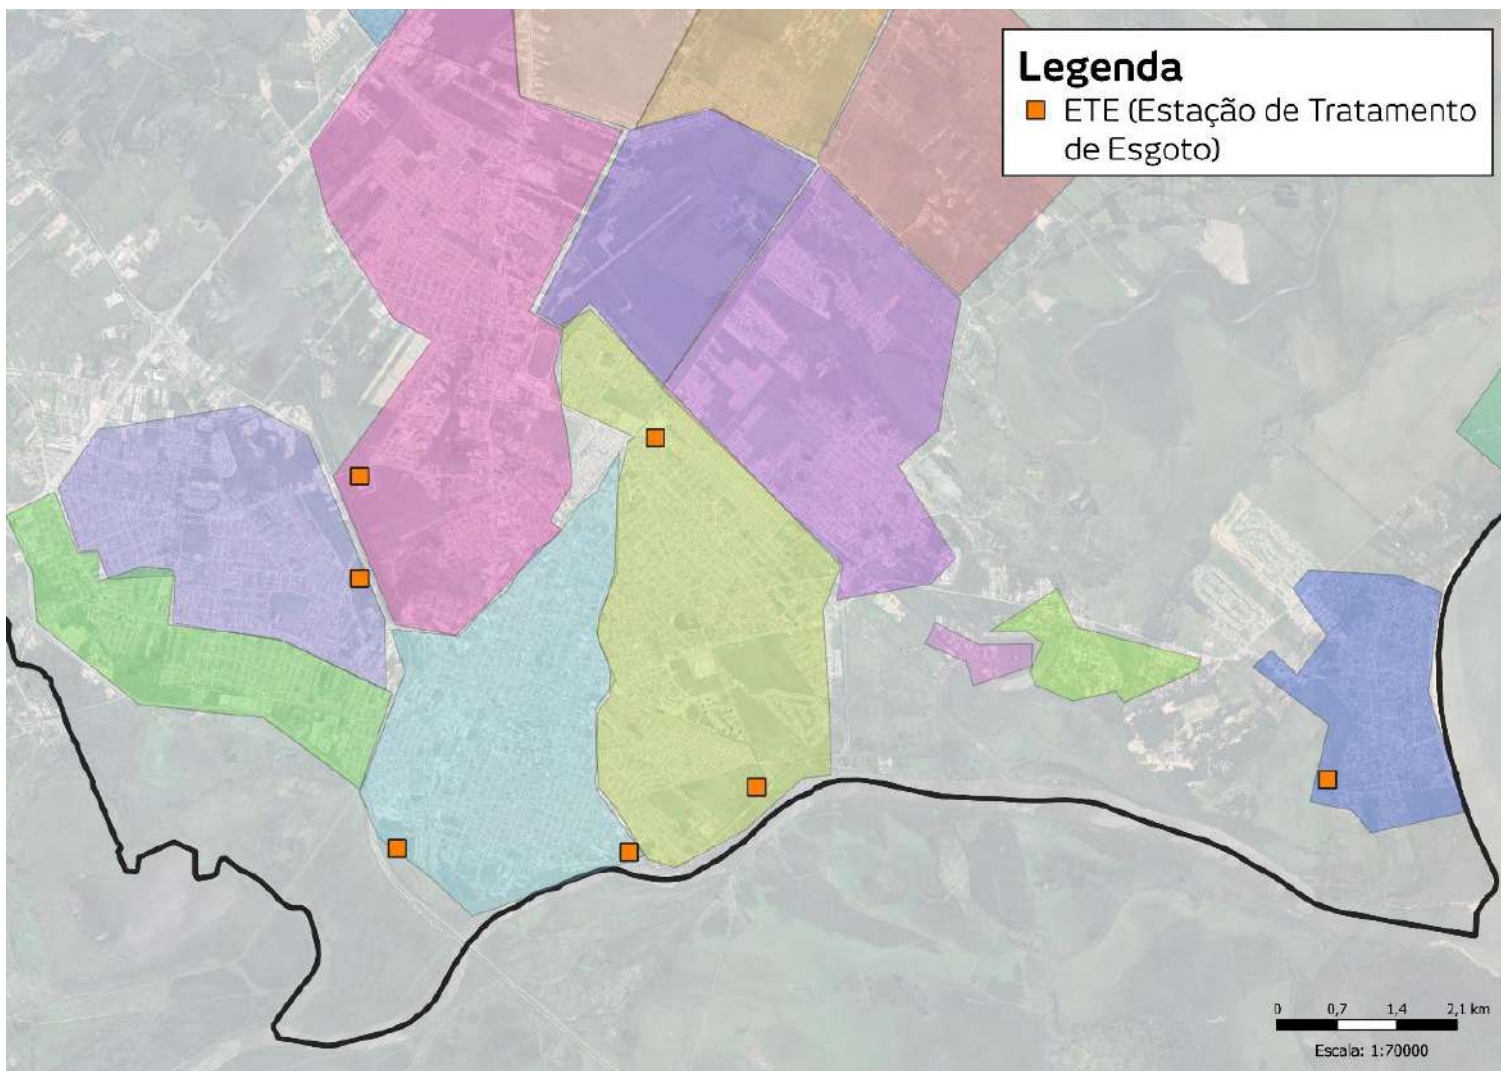 Legenda
ETE (Estação de Tratamento
de Esgoto)
0 0,7 1,4 2,1 km
Escala: 1:70000